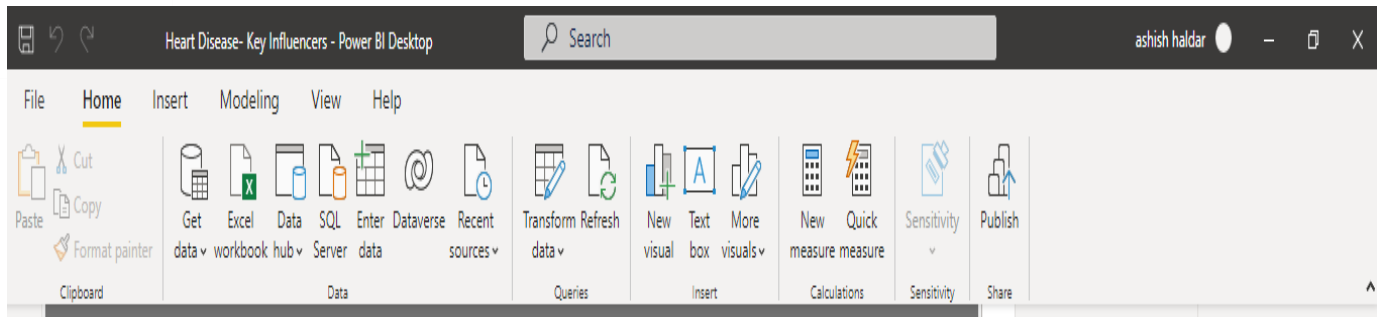 Heart Disease- Key Influencers - Power BI Desktop
Search
ashish haldar
File Home Insert Modeling View Help
Paste
Cut
Copy
Format painter
Clipboard
Get data
Excel workbook
Data hub
SQL Server
Enter data
Dataverse
Recent sources
Data
Transform data
Refresh
Queries
New visual
A
Text box
More visuals
Insert
New measure
Quick measure
Calculations
Sensitivity
Sensitivity
Publish
Share